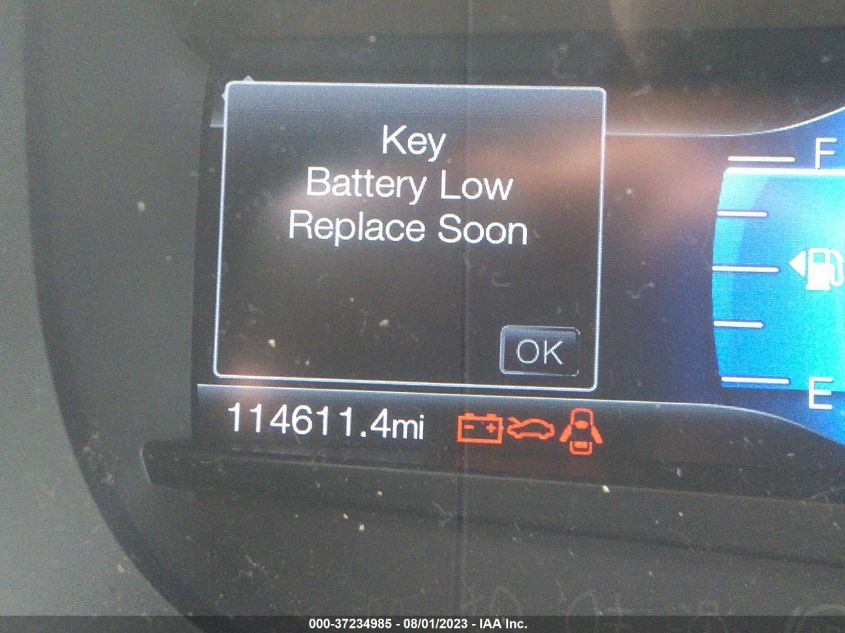 Key
Battery Low
Replace Soon
OK
F
E
114611.4mi
000-37234985 - 08/01/2023 - IAA Inc.